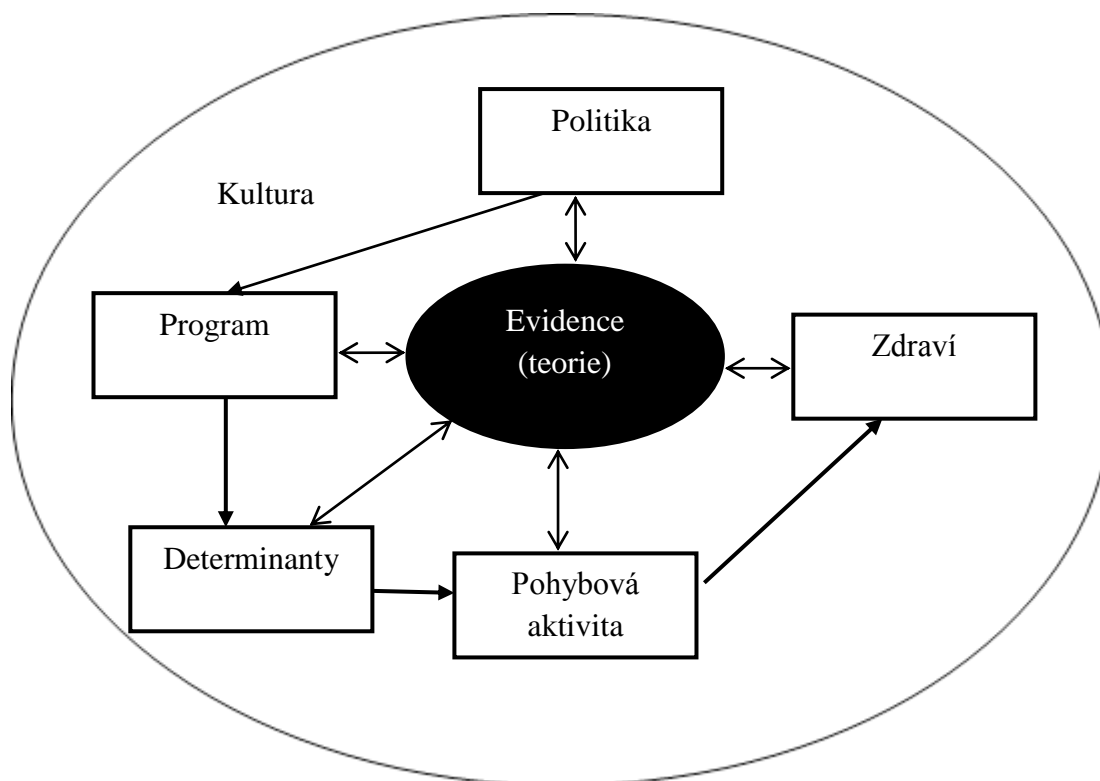 Politika
Kultura
Program
Evidence
(teorie)
Zdraví
Determinanty
Pohybová
aktivita